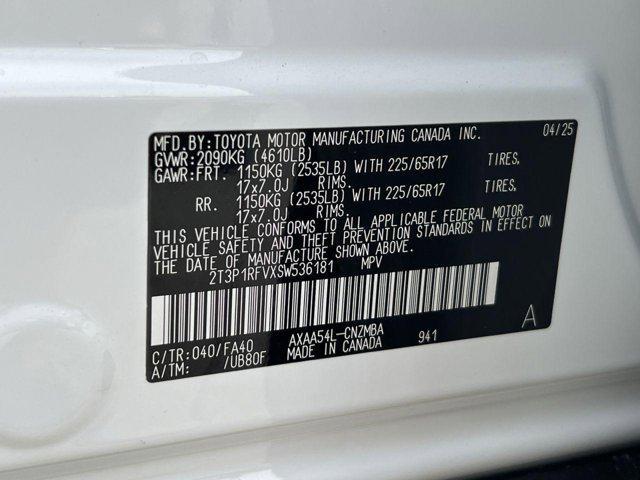 MFD.BY:TOYOTA MOTOR MANUFACTURING CANADA INC. 04/25
GVWR:2090KG (4610LB)
GAWR:FRT. 1150KG (2535LB) WITH 225/65R17 TIRES,
17x7.0J RIMS.
RR. 1150KG (2535LB) WITH 225/65R17 TIRES,
17x7.0J RIMS.
THIS VEHICLE CONFORMS TO ALL APPLICABLE FEDERAL MOTOR
VEHICLE SAFETY AND THEFT PREVENTION STANDARDS IN EFFECT ON
THE DATE OF MANUFACTURE SHOWN ABOVE.
2T3P1RFVXSW536181 MPV
C/TR:040/FA40 AXAA54L-CNZMBA 941 A
A/TM: /UB80F MADE IN CANADA